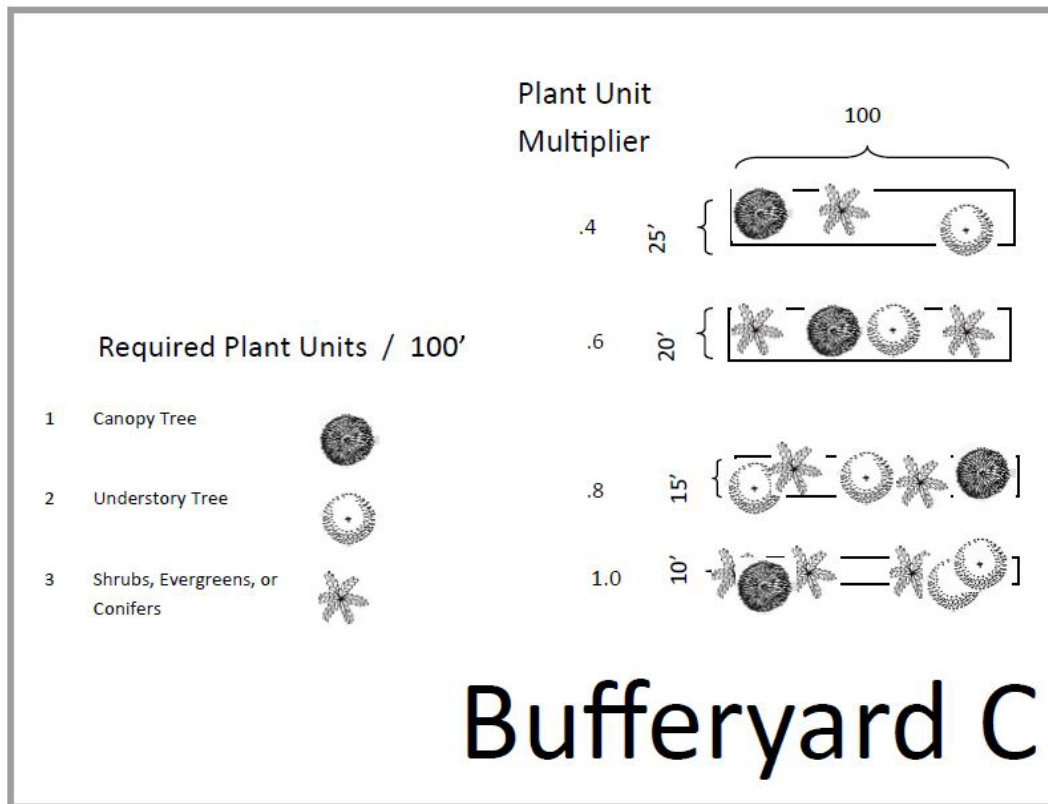 Plant Unit
Multiplier
100
.4
25’
Required Plant Units / 100’
.6
20’
1 Canopy Tree
2 Understory Tree
.8
15’
3 Shrubs, Evergreens, or
Conifers
1.0
10’
Bufferyard C